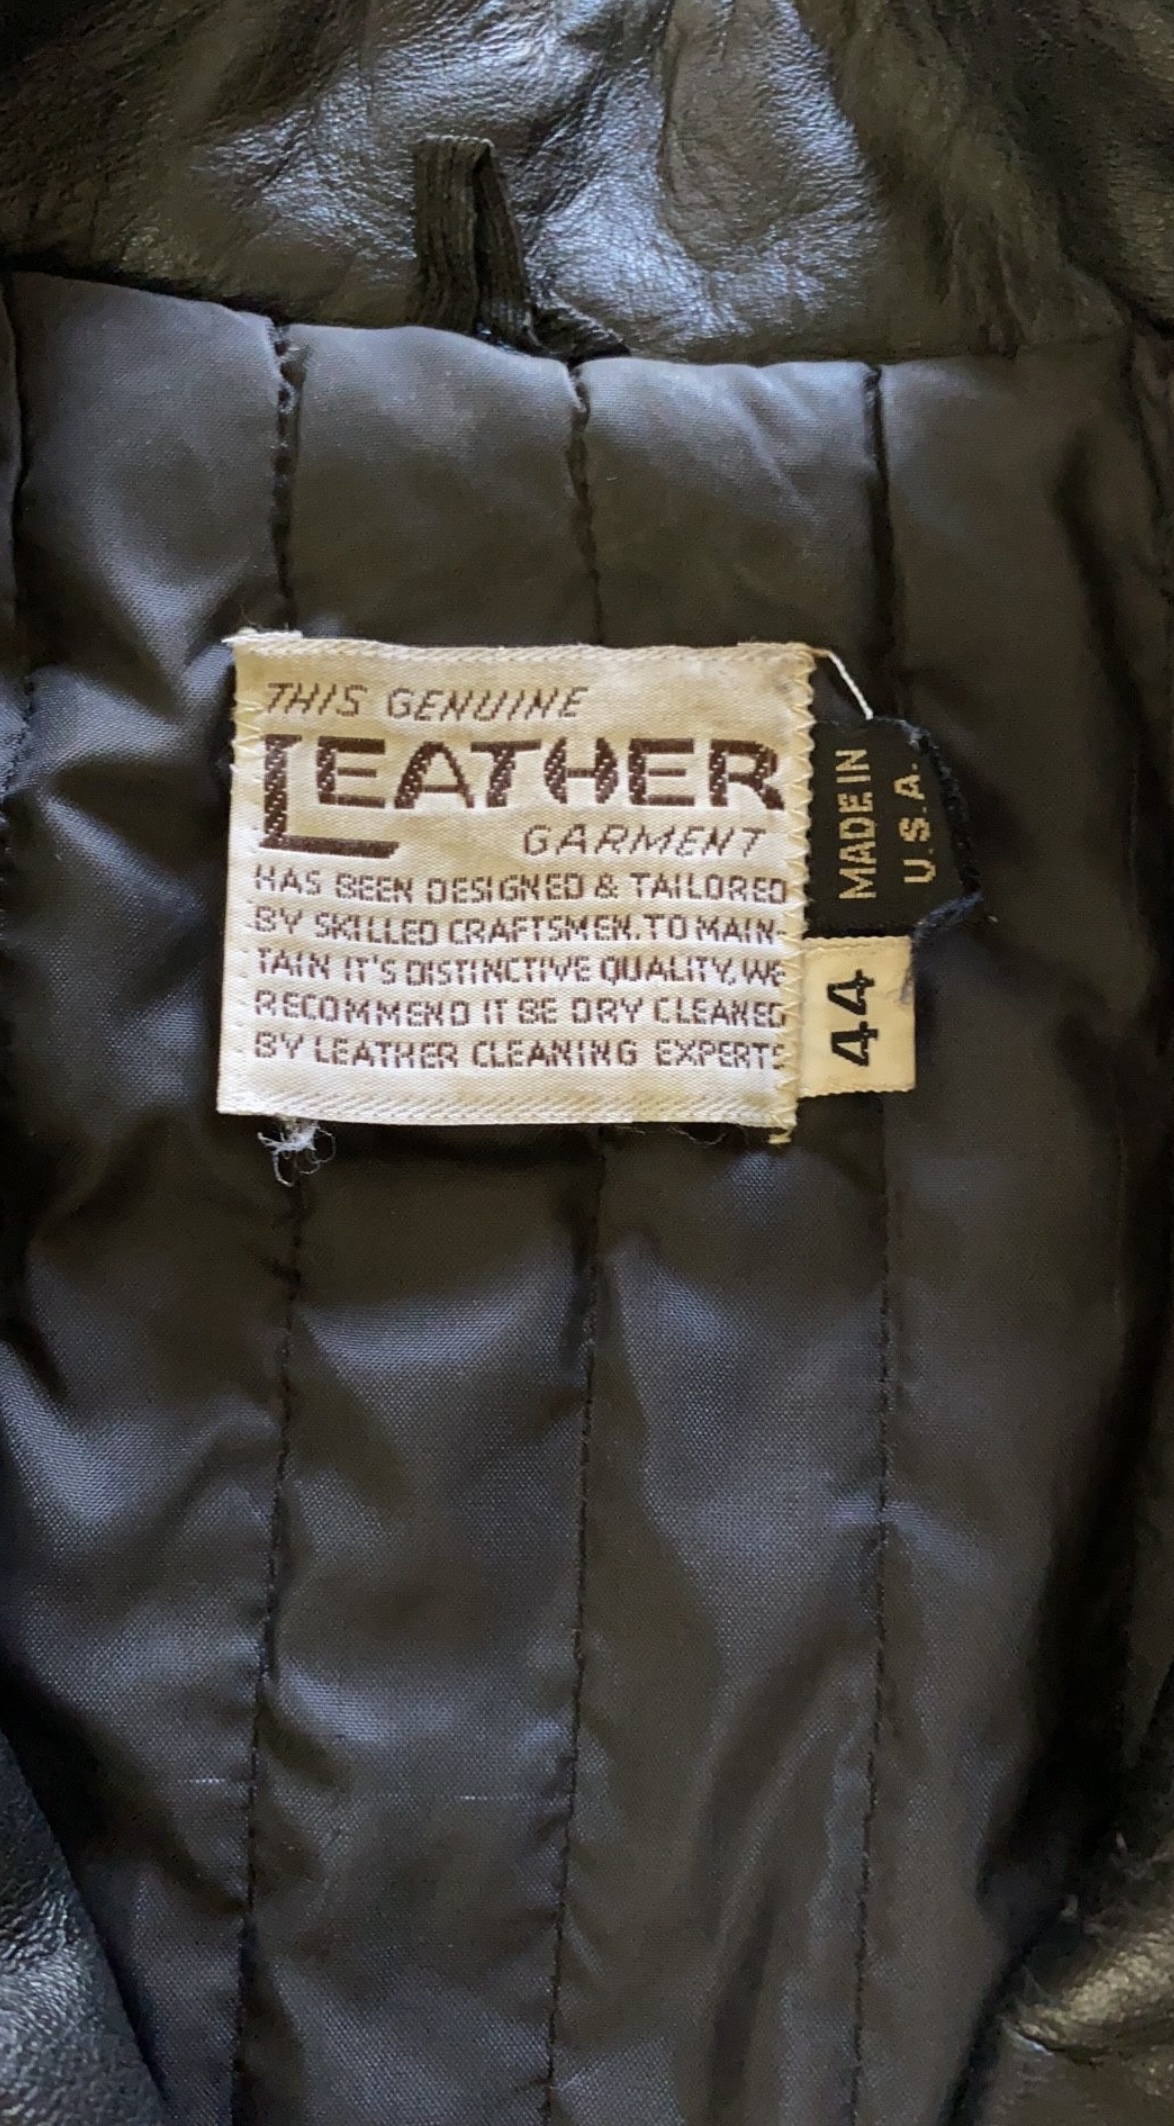 THIS GENUINE
LEATHER
GARMENT
HAS BEEN DESIGNED & TAILORED
BY SKILLED CRAFTSMEN. TO MAIN-
TAIN IT'S DISTINCTIVE QUALITY, WE
RECOMMEND IT BE DRY CLEANED
BY LEATHER CLEANING EXPERTS
MADE IN
U.S.A.
44